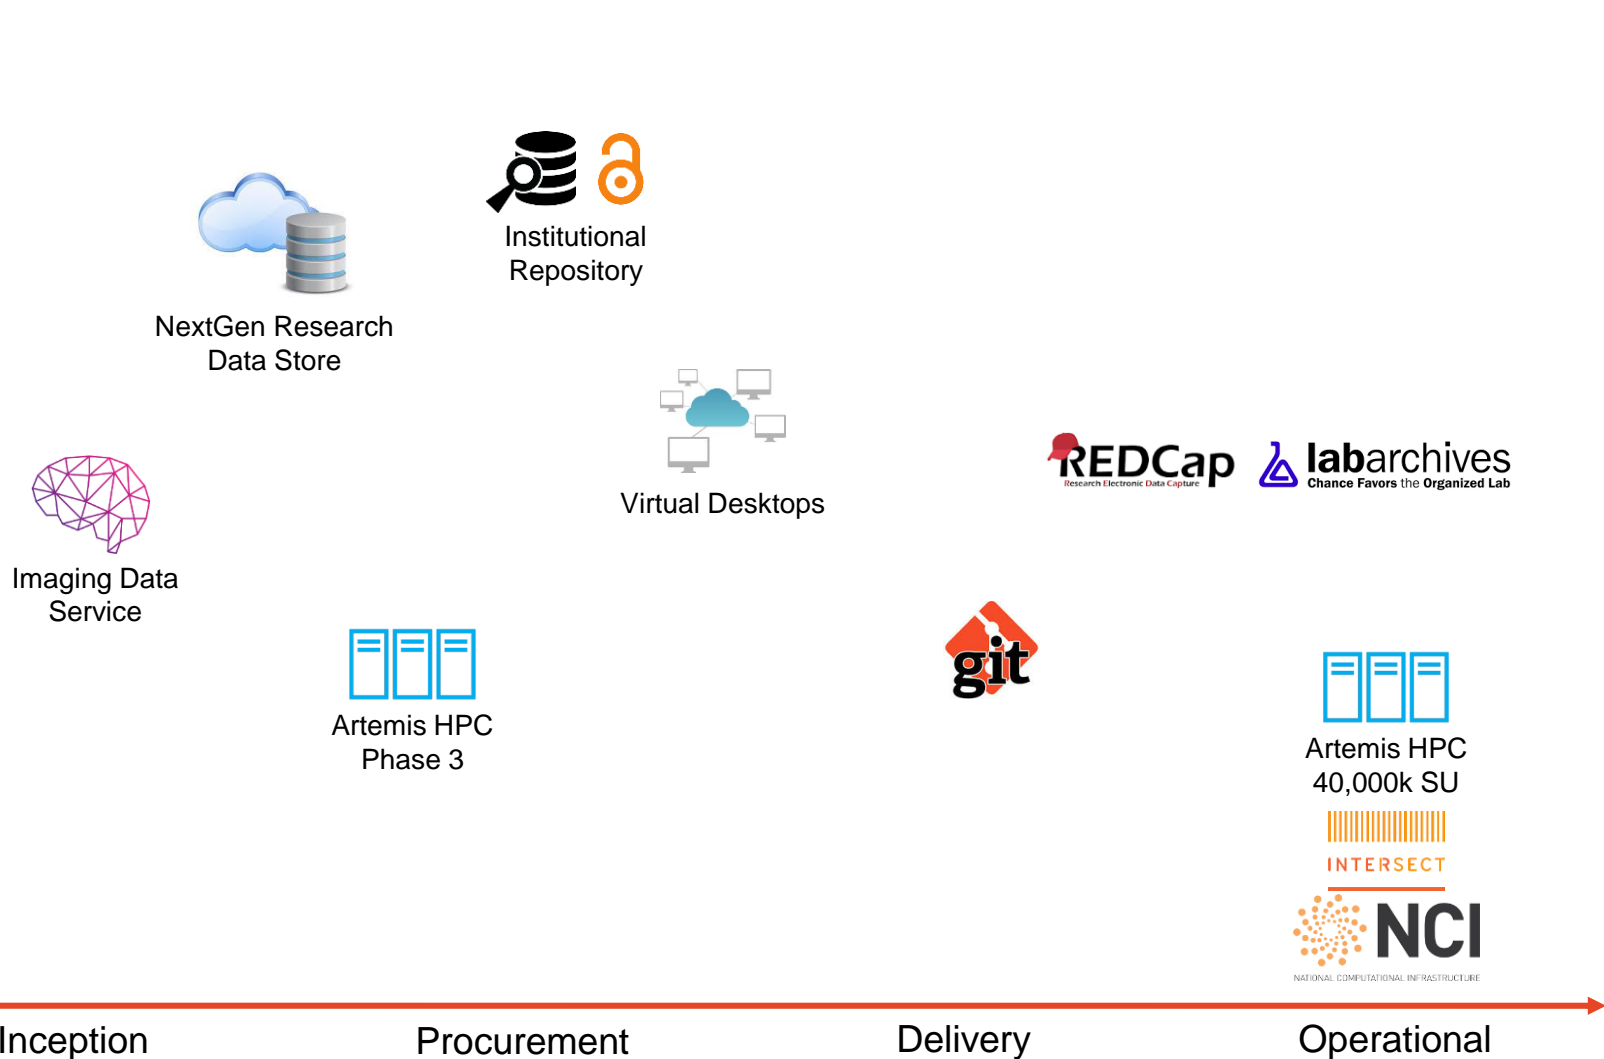 Institutional
Repository
NextGen Research
Data Store
Virtual Desktops
REDCap
Research Electronic Data Capture
labarchives
Chance Favors the Organized Lab
Imaging Data
Service
Artemis HPC
Phase 3
git
Artemis HPC
40,000k SU
INTERSECT
NCI
NATIONAL COMPUTATIONAL INFRASTRUCTURE
Inception
Procurement
Delivery
Operational